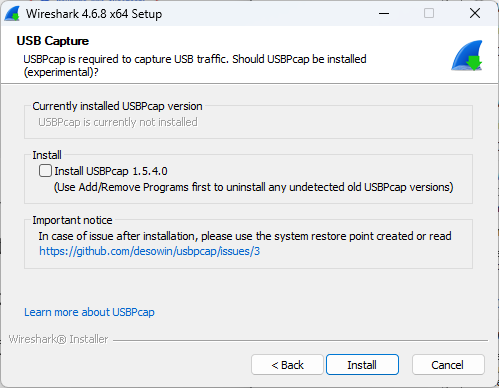 Wireshark 4.6.8 x64 Setup
USB Capture
USBPcap is required to capture USB traffic. Should USBPcap be installed
(experimental)?
Currently installed USBPcap version
USBPcap is currently not installed
Install
Install USBPcap 1.5.4.0
(Use Add/Remove Programs first to uninstall any undetected old USBPcap versions)
Important notice
In case of issue after installation, please use the system restore point created or read
https://github.com/desowin/usbpcap/issues/3
Learn more about USBPcap
Wireshark® Installer
< Back
Install
Cancel